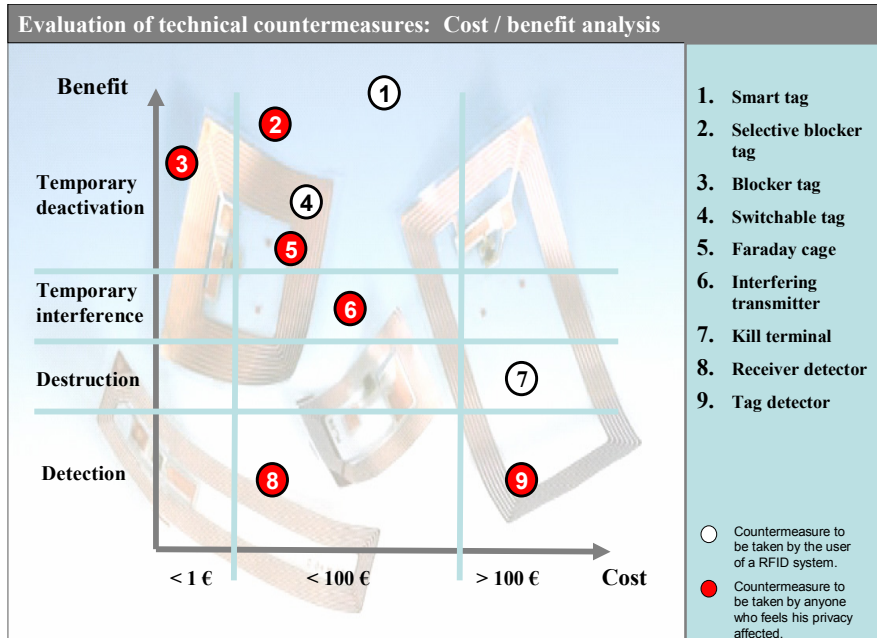 Evaluation of technical countermeasures: Cost / benefit analysis
Benefit
1
2
3
Temporary
deactivation
4
5
Temporary
interference
6
Destruction
7
Detection
8
9
< 1 €
< 100 €
> 100 €
Cost
1. Smart tag
2. Selective blocker
tag
3. Blocker tag
4. Switchable tag
5. Faraday cage
6. Interfering
transmitter
7. Kill terminal
8. Receiver detector
9. Tag detector
Countermeasure to
be taken by the user
of a RFID system.
Countermeasure to
be taken by anyone
who feels his privacy
affected.